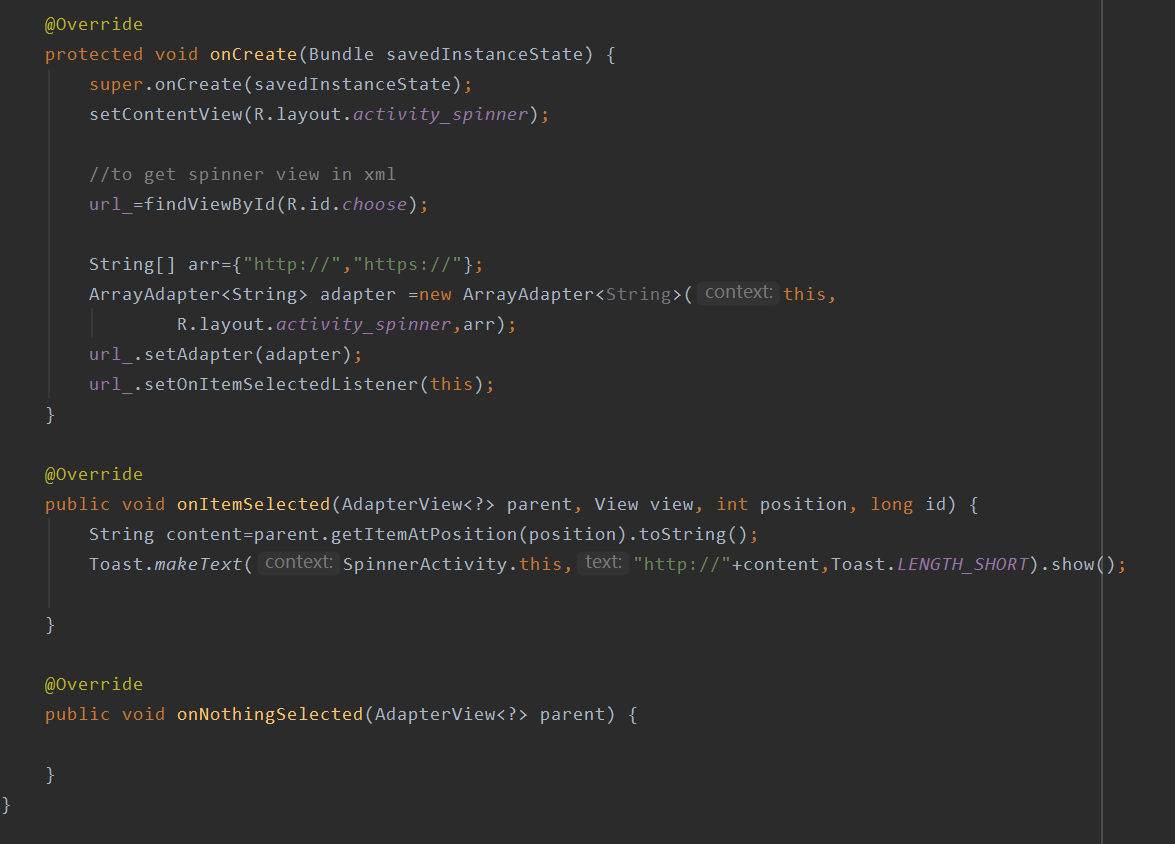 @Override
protected void onCreate(Bundle savedInstanceState) {
super.onCreate(savedInstanceState);
setContentView(R.layout.activity_spinner);
//to get spinner view in xml
url_=findViewById(R.id.choose);
String[] arr={"http://","https://"};
ArrayAdapter<String> adapter =new ArrayAdapter<String>( context: this,
R.layout.activity_spinner,arr);
url_.setAdapter(adapter);
url_.setOnItemSelectedListener(this);
}
@Override
public void onItemSelected(AdapterView<?> parent, View view, int position, long id) {
String content=parent.getItemAtPosition(position).toString();
Toast.makeText( context: SpinnerActivity.this, text: "http://"+content,Toast.LENGTH_SHORT).show();
}
@Override
public void onNothingSelected(AdapterView<?> parent) {
}
}